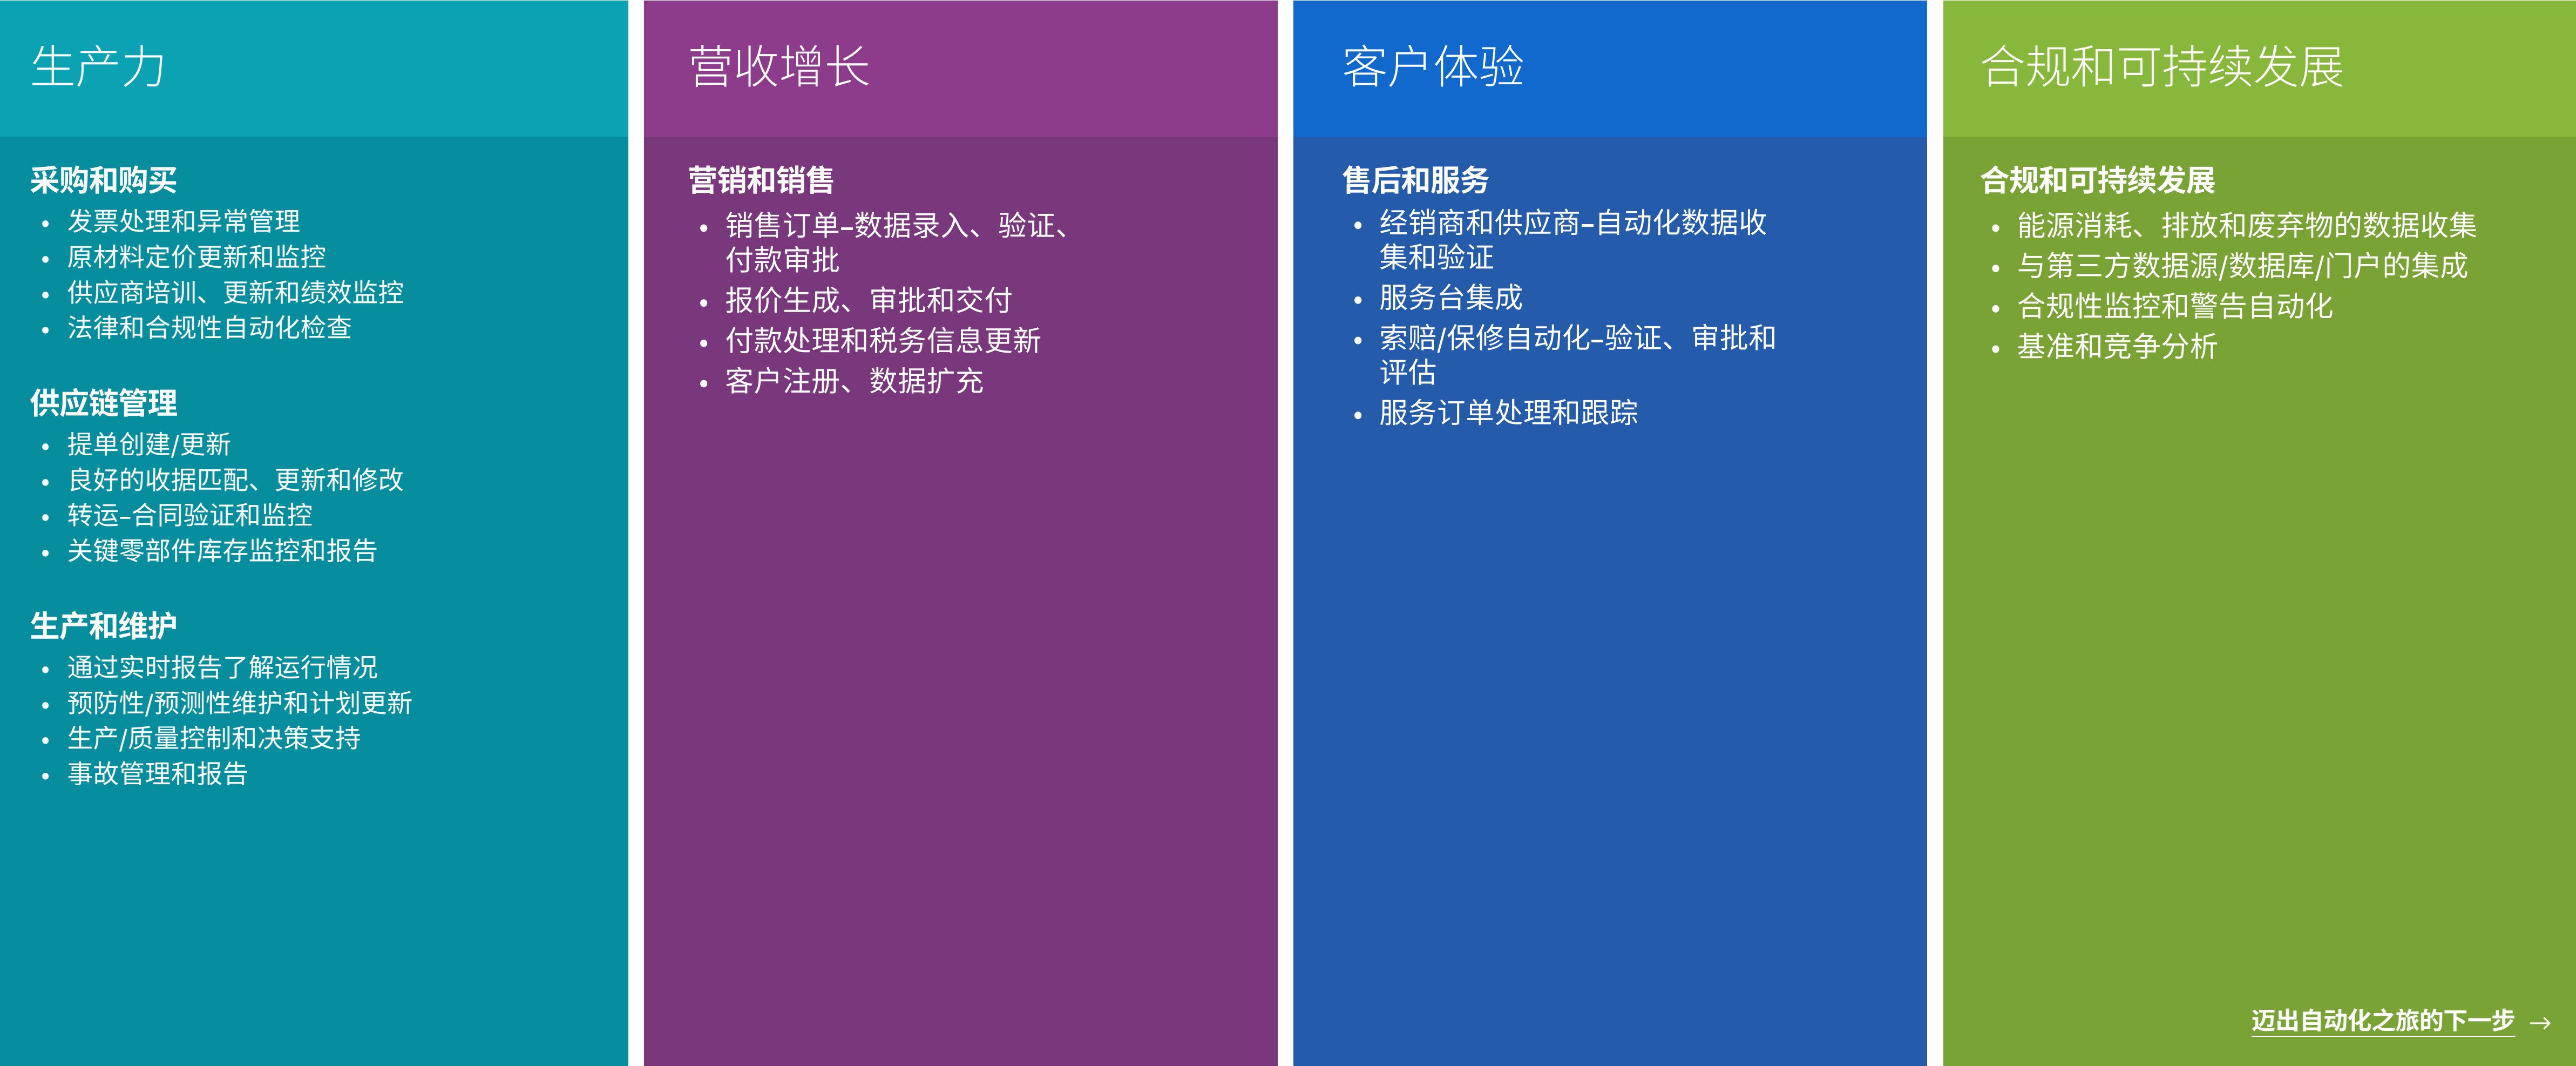 生产力
采购和购买
• 发票处理和异常管理
• 原材料定价更新和监控
• 供应商培训、更新和绩效监控
• 法律和合规性自动化检查
供应链管理
• 提单创建/更新
• 良好的收据匹配、更新和修改
• 转运–合同验证和监控
• 关键零部件库存监控和报告
生产和维护
• 通过实时报告了解运行情况
• 预防性/预测性维护和计划更新
• 生产/质量控制和决策支持
• 事故管理和报告
营收增长
营销和销售
• 销售订单–数据录入、验证、
付款审批
• 报价生成、审批和交付
• 付款处理和税务信息更新
• 客户注册、数据扩充
客户体验
售后和服务
• 经销商和供应商–自动化数据收
集和验证
• 服务台集成
• 索赔/保修自动化–验证、审批和
评估
• 服务订单处理和跟踪
合规和可持续发展
合规和可持续发展
• 能源消耗、排放和废弃物的数据收集
• 与第三方数据源/数据库/门户的集成
• 合规性监控和警告自动化
• 基准和竞争分析
迈出自动化之旅的下一步 →